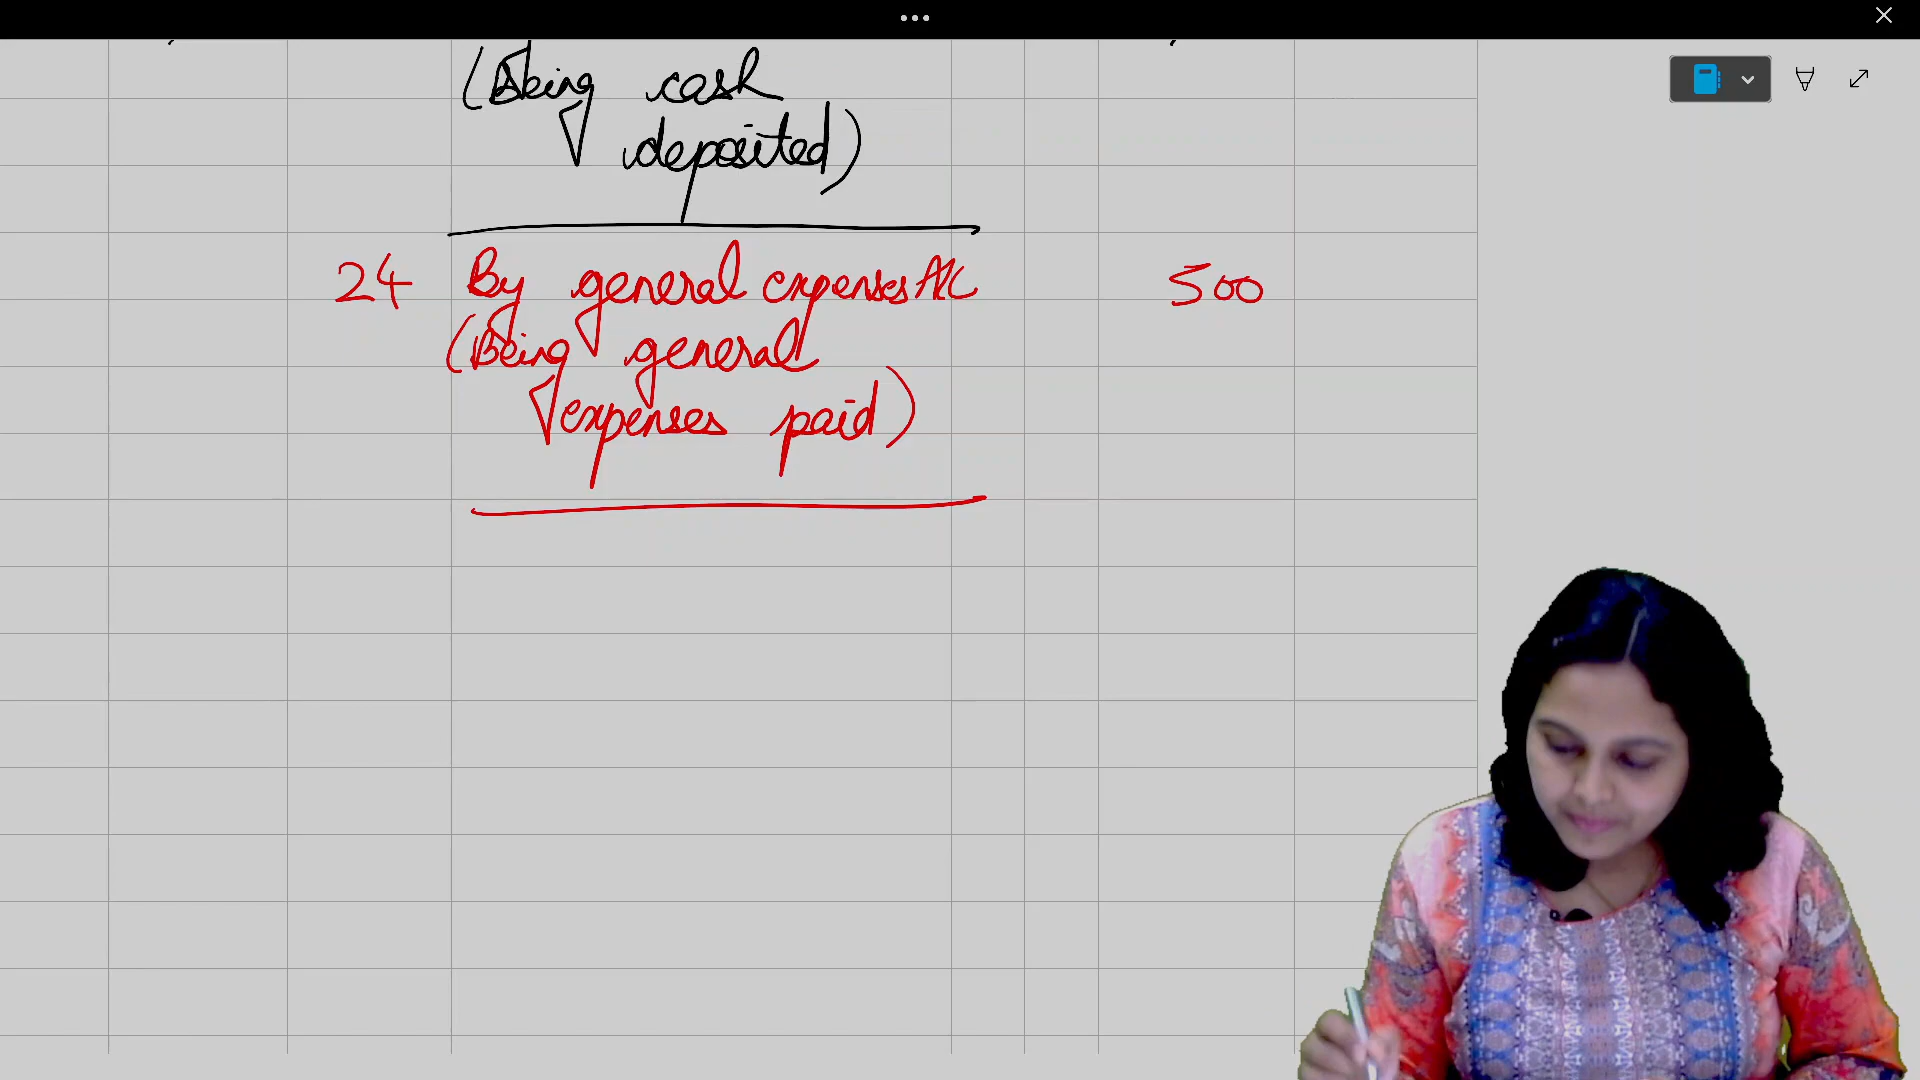 (Being cash
deposited)
24 By general expenses A/C 500
(Being general
expenses paid)